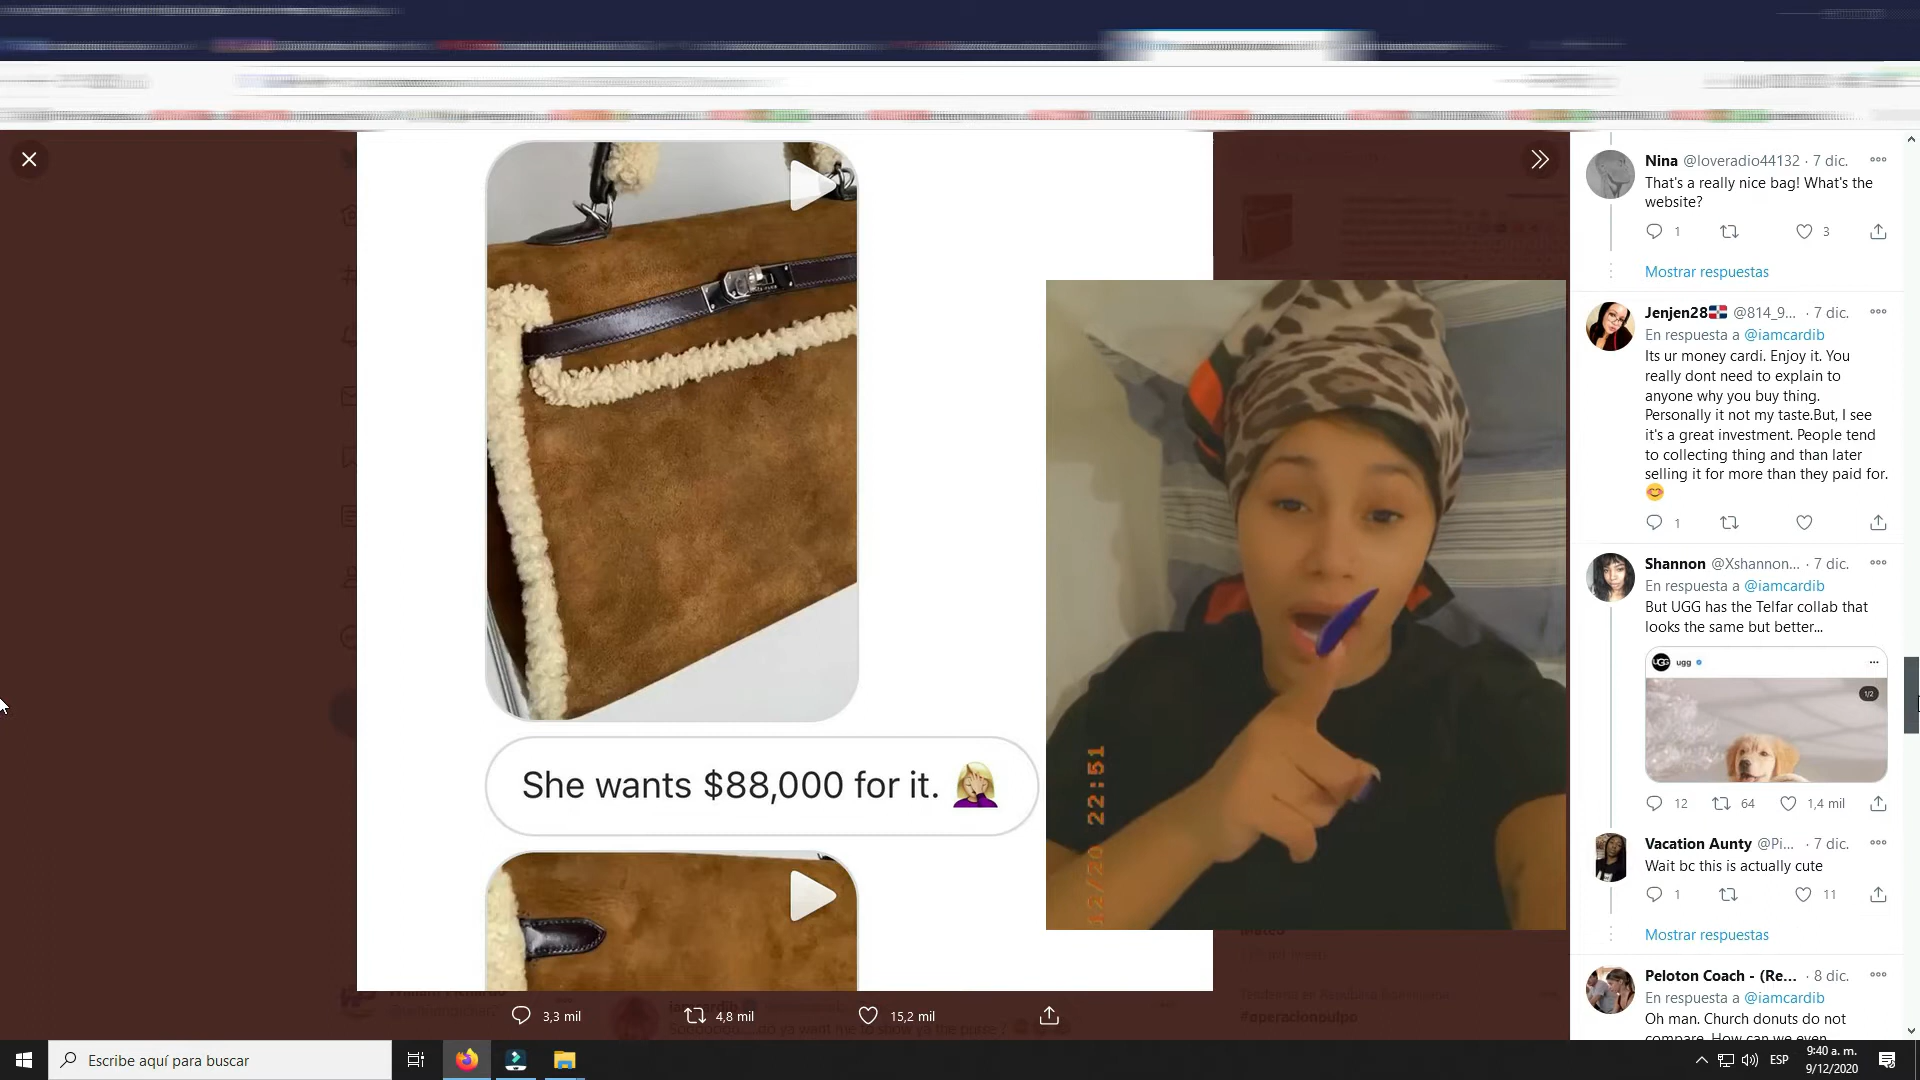 She wants $88,000 for it. 🤦🏼‍♀️
12/20 22:51
3,3 mil
4,8 mil
15,2 mil
#operacionpulpo
Nina @loveradio44132 · 7 dic.
That's a really nice bag! What's the
website?
1
3
Mostrar respuestas
Jenjen28🇩🇴 @814_9... · 7 dic.
En respuesta a @iamcardib
Its ur money cardi. Enjoy it. You
really dont need to explain to
anyone why you buy thing.
Personally it not my taste.But, I see
it's a great investment. People tend
to collecting thing and than later
selling it for more than they paid for.
😊
1
Shannon @Xshannon... · 7 dic.
En respuesta a @iamcardib
But UGG has the Telfar collab that
looks the same but better...
UGG ugg
1/2
12
64
1,4 mil
Vacation Aunty @Pi... · 7 dic.
Wait bc this is actually cute
1
11
Mostrar respuestas
Peloton Coach - (Re... · 8 dic.
En respuesta a @iamcardib
Oh man. Church donuts do not
compare. How can we even
Escribe aquí para buscar
ESP
9:40 a. m.
9/12/2020